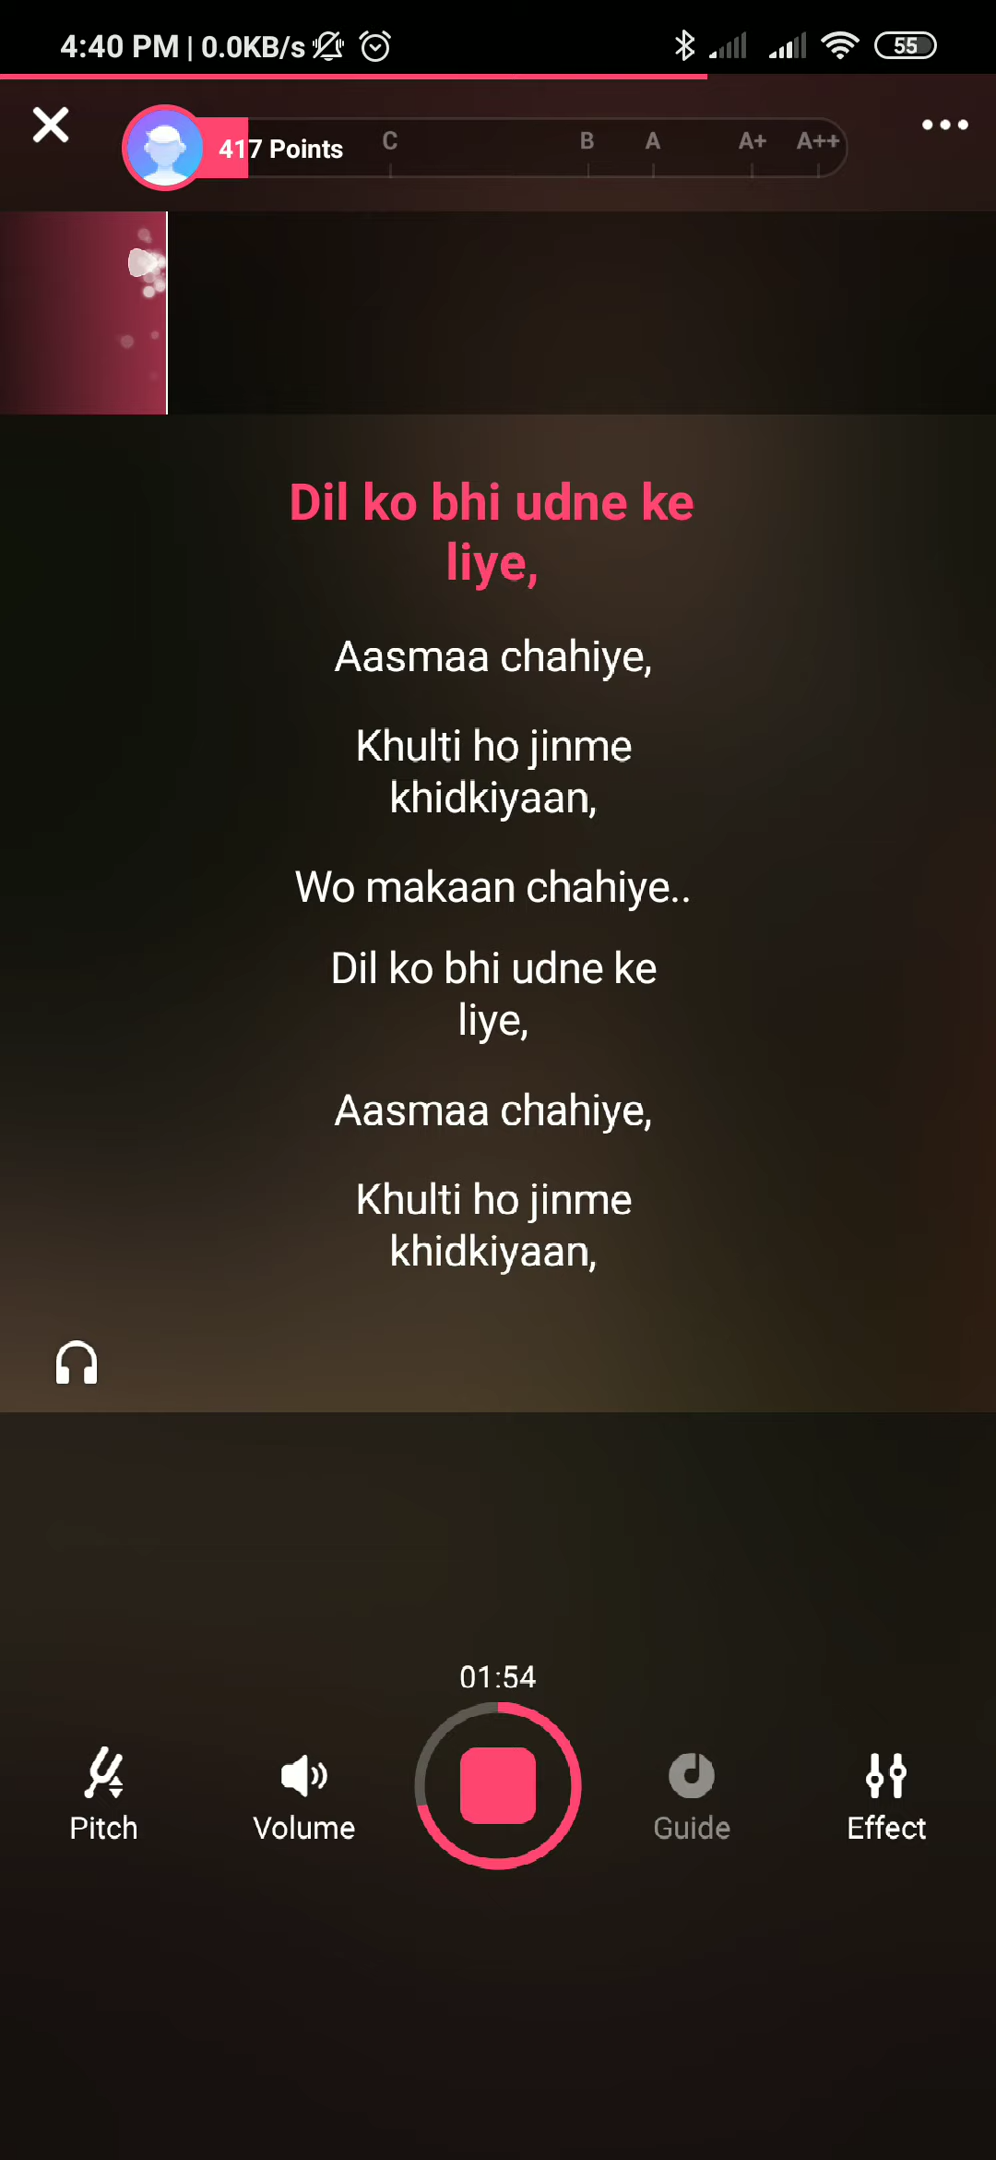 4:40 PM | 0.0KB/s 55
417 Points C B A A+ A++
Dil ko bhi udne ke
liye,
Aasmaa chahiye,
Khulti ho jinme
khidkiyaan,
Wo makaan chahiye..
Dil ko bhi udne ke
liye,
Aasmaa chahiye,
Khulti ho jinme
khidkiyaan,
01:54
Pitch Volume Guide Effect